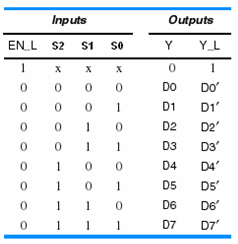 Inputs Outputs
EN_L S2 S1 S0 Y Y_L
1 x x x 0 1
0 0 0 0 D0 D0′
0 0 0 1 D1 D1′
0 0 1 0 D2 D2′
0 0 1 1 D3 D3′
0 1 0 0 D4 D4′
0 1 0 1 D5 D5′
0 1 1 0 D6 D6′
0 1 1 1 D7 D7′